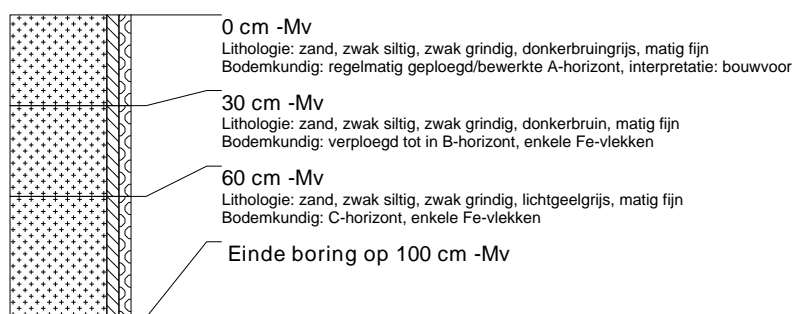 0 cm -Mv
Lithologie: zand, zwak siltig, zwak grindig, donkerbruingrijs, matig fijn
Bodemkundig: regelmatig geploegd/bewerkte A-horizont, interpretatie: bouwvoor
30 cm -Mv
Lithologie: zand, zwak siltig, zwak grindig, donkerbruin, matig fijn
Bodemkundig: verploegd tot in B-horizont, enkele Fe-vlekken
60 cm -Mv
Lithologie: zand, zwak siltig, zwak grindig, lichtgeelgrijs, matig fijn
Bodemkundig: C-horizont, enkele Fe-vlekken
Einde boring op 100 cm -Mv